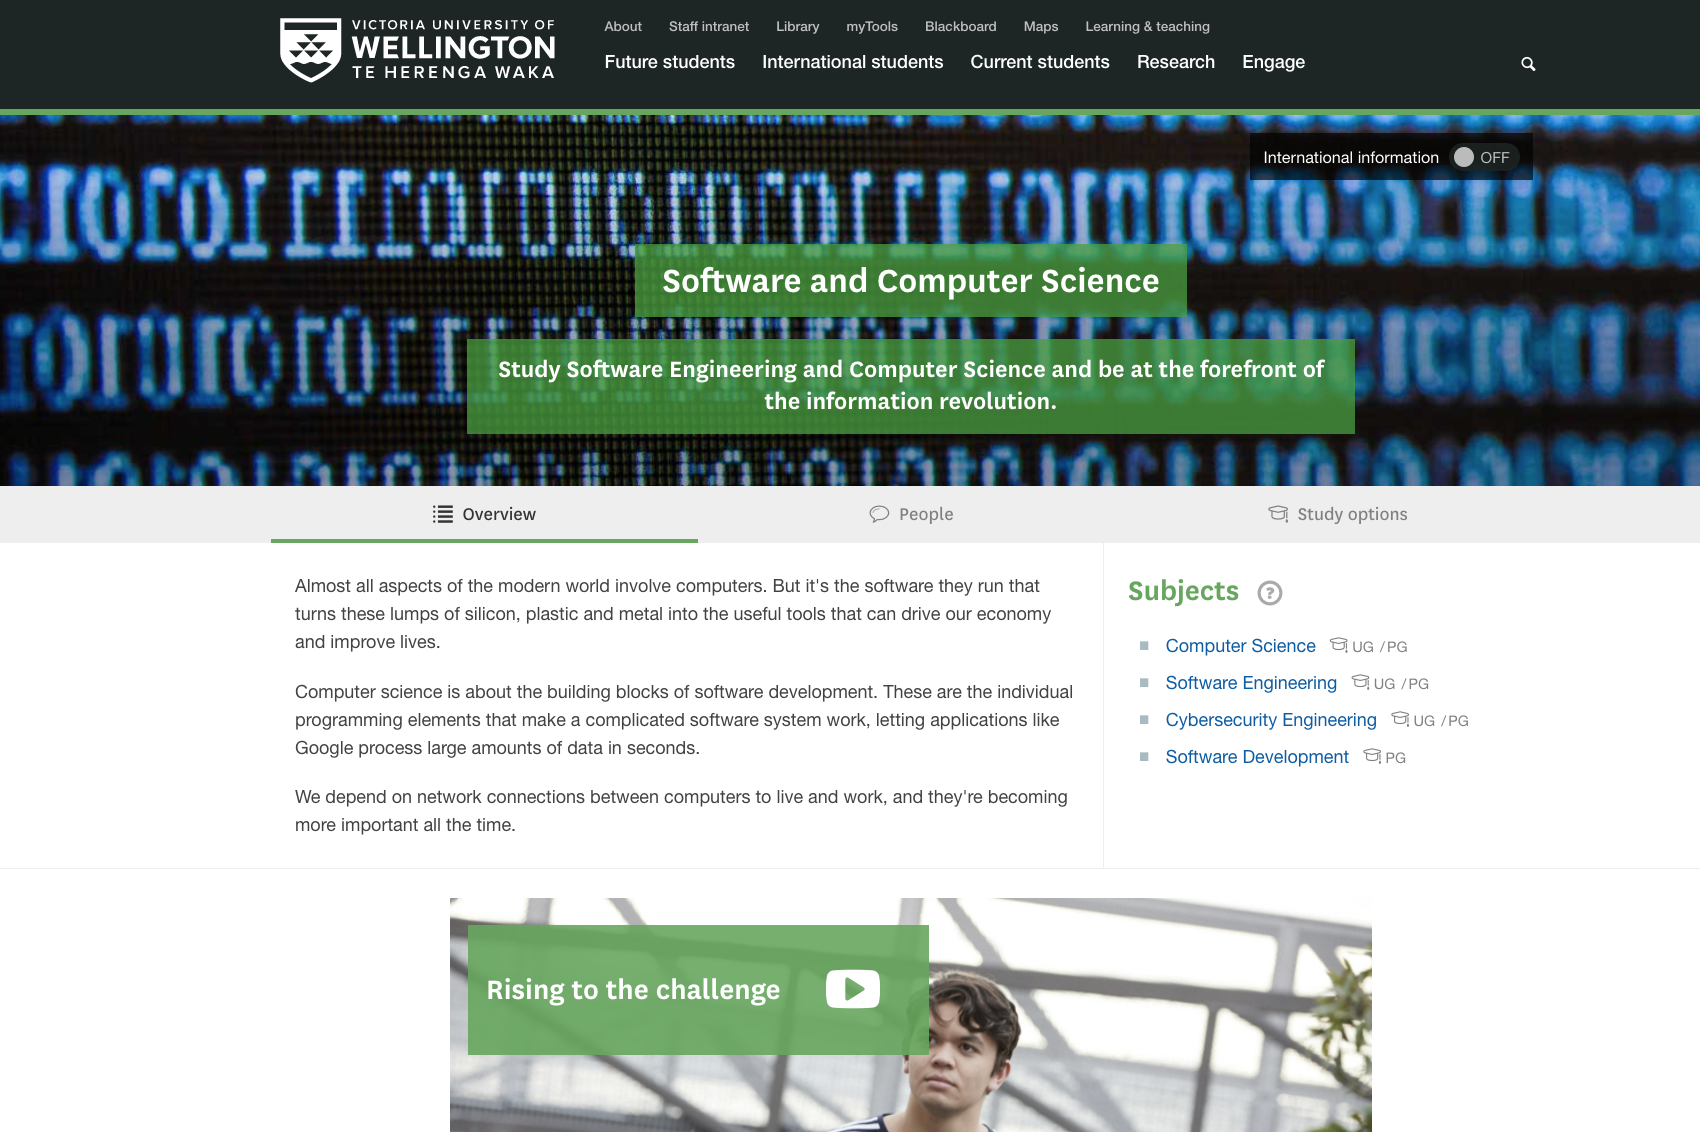 VICTORIA UNIVERSITY OF
WELLINGTON
TE HERENGA WAKA
About Staff intranet Library myTools Blackboard Maps Learning & teaching
Future students International students Current students Research Engage
International information OFF
Software and Computer Science
Study Software Engineering and Computer Science and be at the forefront of
the information revolution.
Overview People Study options
Almost all aspects of the modern world involve computers. But it's the software they run that
turns these lumps of silicon, plastic and metal into the useful tools that can drive our economy
and improve lives.
Computer science is about the building blocks of software development. These are the individual
programming elements that make a complicated software system work, letting applications like
Google process large amounts of data in seconds.
We depend on network connections between computers to live and work, and they're becoming
more important all the time.
Subjects ?
Computer Science UG / PG
Software Engineering UG / PG
Cybersecurity Engineering UG / PG
Software Development PG
Rising to the challenge